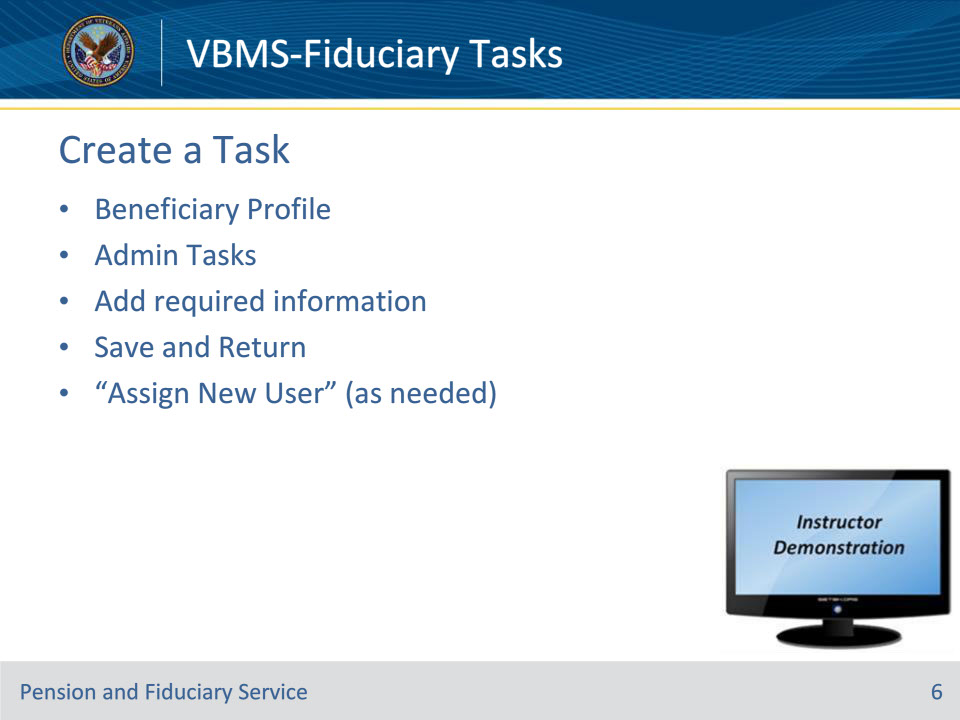 VBMS-Fiduciary Tasks
Create a Task
• Beneficiary Profile
• Admin Tasks
• Add required information
• Save and Return
• “Assign New User” (as needed)
Instructor
Demonstration
Pension and Fiduciary Service
6